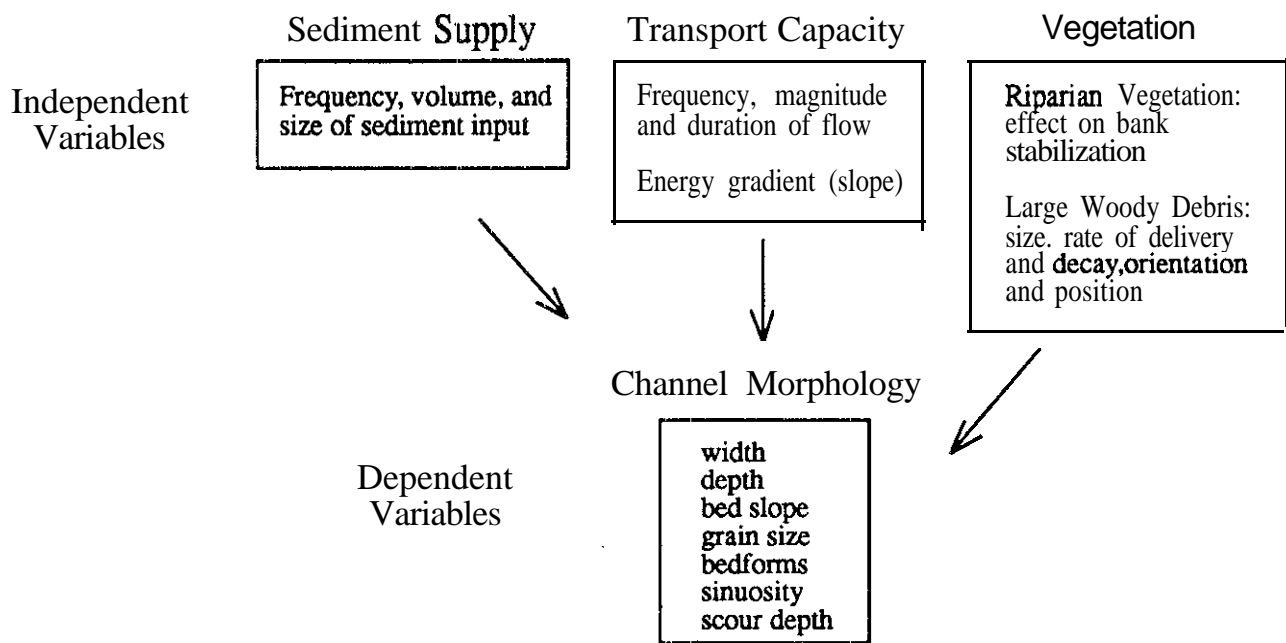 Sediment Supply
Transport Capacity
Vegetation
Independent
Variables
Frequency, volume, and
size of sediment input
Frequency, magnitude
and duration of flow
Energy gradient (slope)
Riparian Vegetation:
effect on bank
stabilization
Large Woody Debris:
size. rate of delivery
and decay,orientation
and position
Channel Morphology
Dependent
Variables
width
depth
bed slope
grain size
bedforms
sinuosity
scour depth